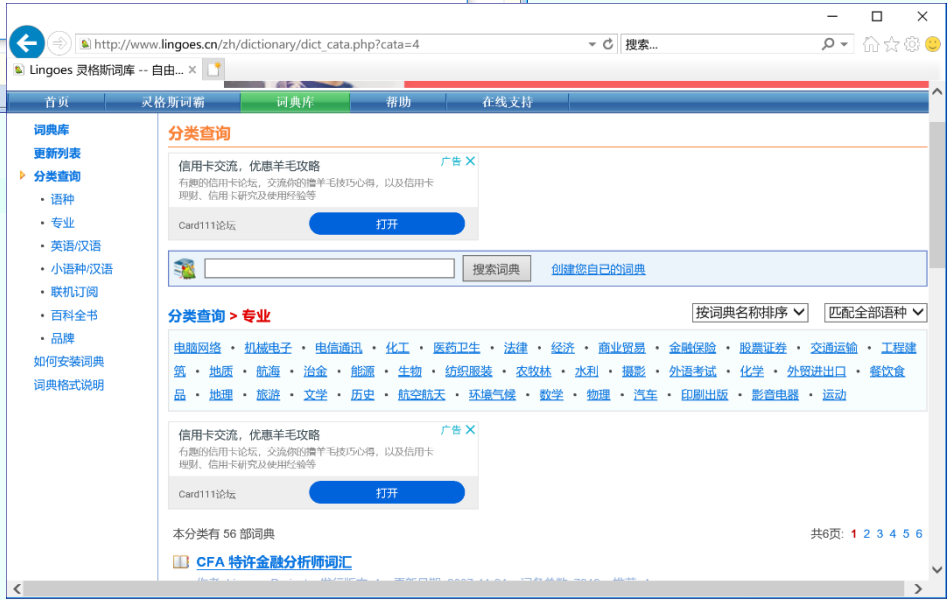 http://www.lingoes.cn/zh/dictionary/dict_cata.php?cata=4
搜索...
Lingoes 灵格斯词库 -- 自由...
首页 灵格斯词霸 词典库 帮助 在线支持
词典库
更新列表
分类查询
• 语种
• 专业
• 英语/汉语
• 小语种/汉语
• 联机订阅
• 百科全书
• 品牌
如何安装词典
词典格式说明
分类查询
广告
信用卡交流，优惠羊毛攻略
有趣的信用卡论坛，交流你的撸羊毛技巧心得，以及信用卡
理财、信用卡研究及使用经验等
Card111论坛 打开
搜索词典 创建您自己的词典
分类查询 > 专业 按词典名称排序 匹配全部语种
电脑网络 • 机械电子 • 电信通讯 • 化工 • 医药卫生 • 法律 • 经济 • 商业贸易 • 金融保险 • 股票证券 • 交通运输 • 工程建
筑 • 地质 • 航海 • 冶金 • 能源 • 生物 • 纺织服装 • 农牧林 • 水利 • 摄影 • 外语考试 • 化学 • 外贸进出口 • 餐饮食
品 • 地理 • 旅游 • 文学 • 历史 • 航空航天 • 环境气候 • 数学 • 物理 • 汽车 • 印刷出版 • 影音电器 • 运动
广告
信用卡交流，优惠羊毛攻略
有趣的信用卡论坛，交流你的撸羊毛技巧心得，以及信用卡
理财、信用卡研究及使用经验等
Card111论坛 打开
本分类有 56 部词典 共6页: 1 2 3 4 5 6
CFA 特许金融分析师词汇